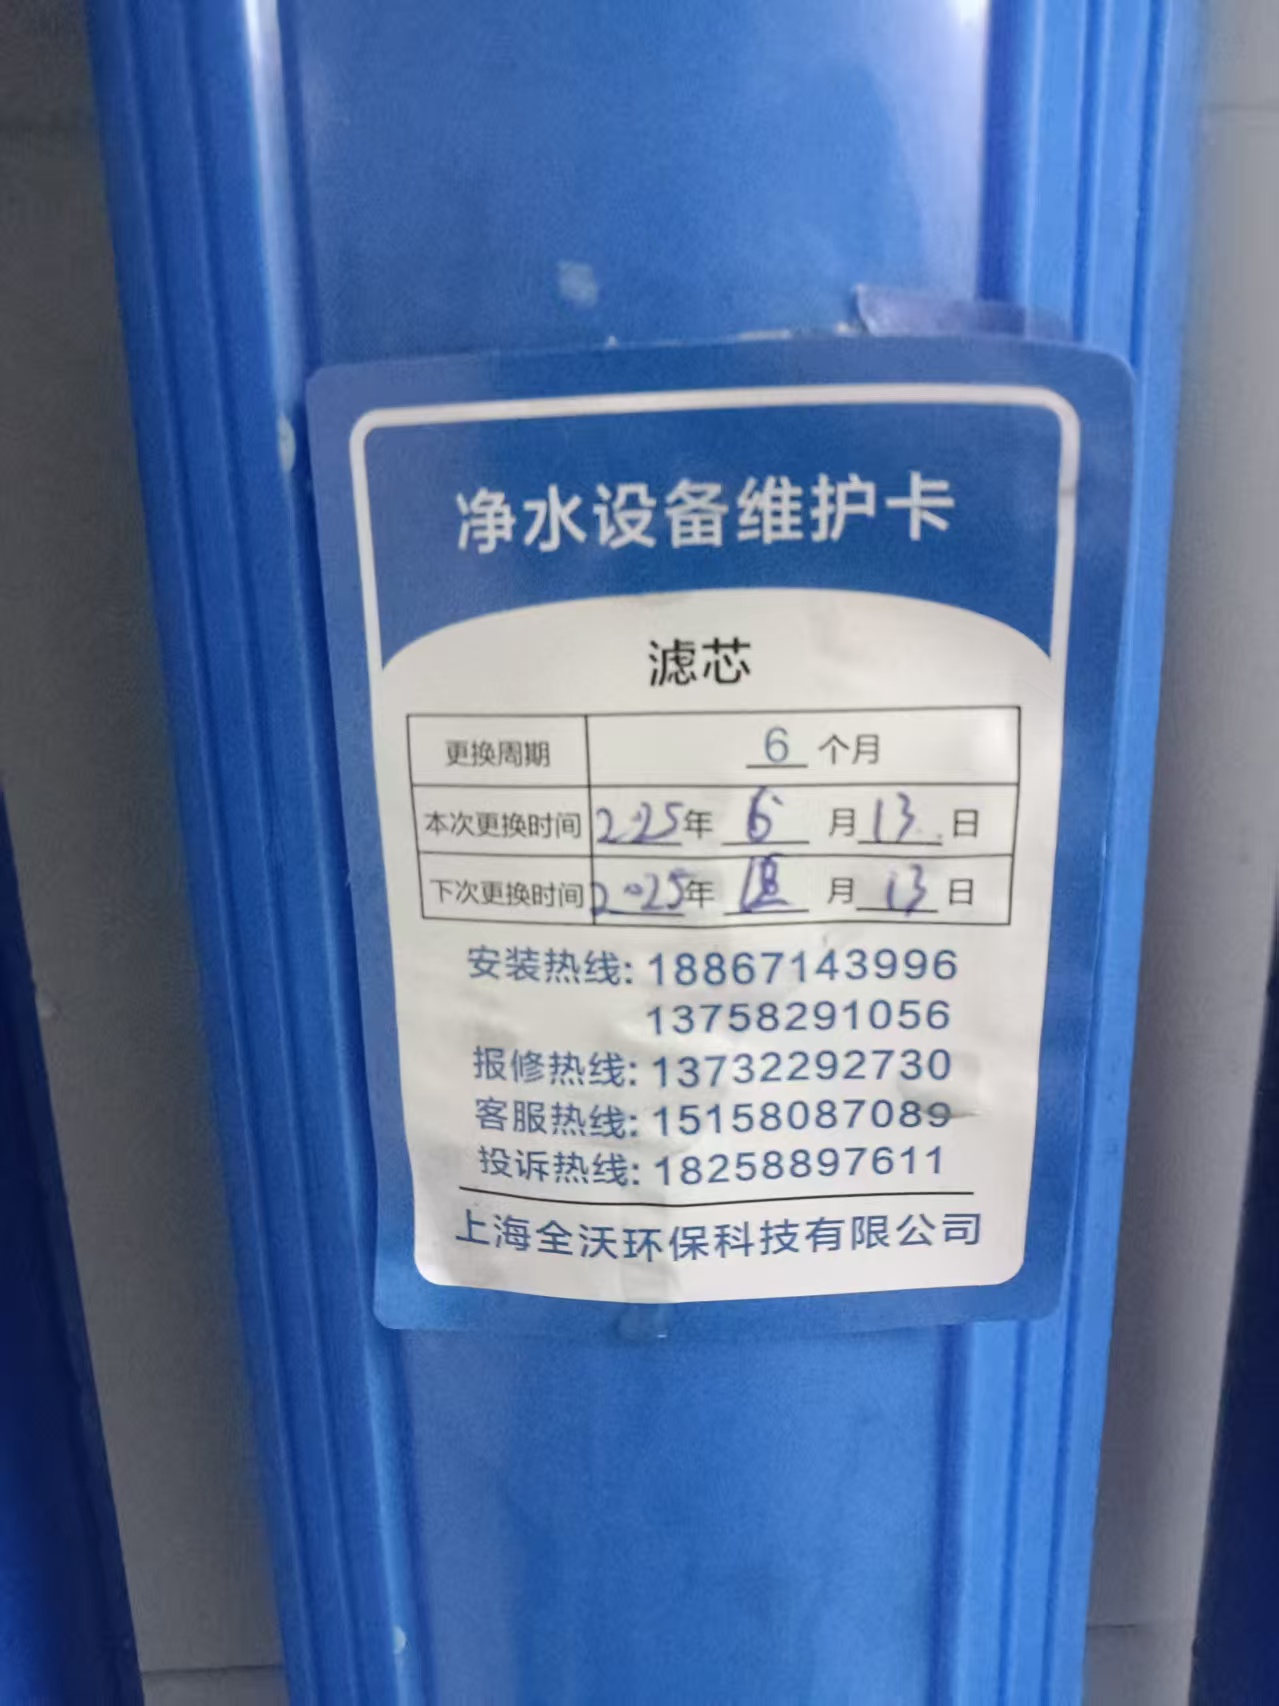 净水设备维护卡
滤芯
更换周期 6 个月
本次更换时间 2025年 6 月 13 日
下次更换时间 2025年 12 月 13 日
安装热线: 18867143996
13758291056
报修热线: 13732292730
客服热线: 15158087089
投诉热线: 18258897611
上海全沃环保科技有限公司